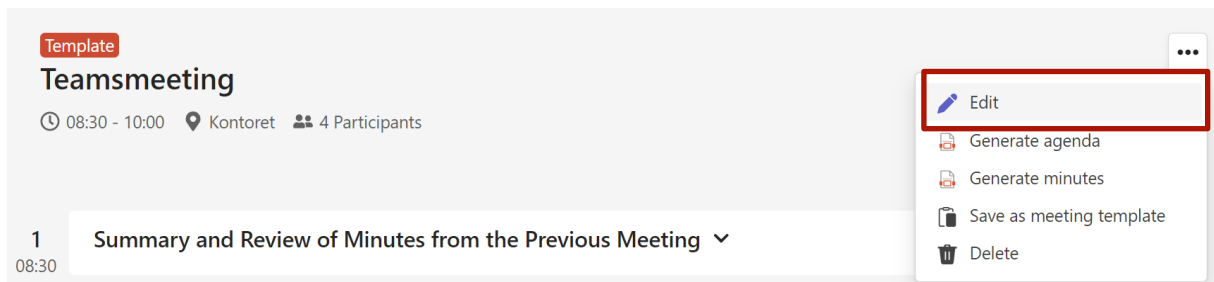 Template
Teamsmeeting
08:30 - 10:00 Kontoret 4 Participants
Edit
Generate agenda
Generate minutes
Save as meeting template
Delete
1 Summary and Review of Minutes from the Previous Meeting
08:30